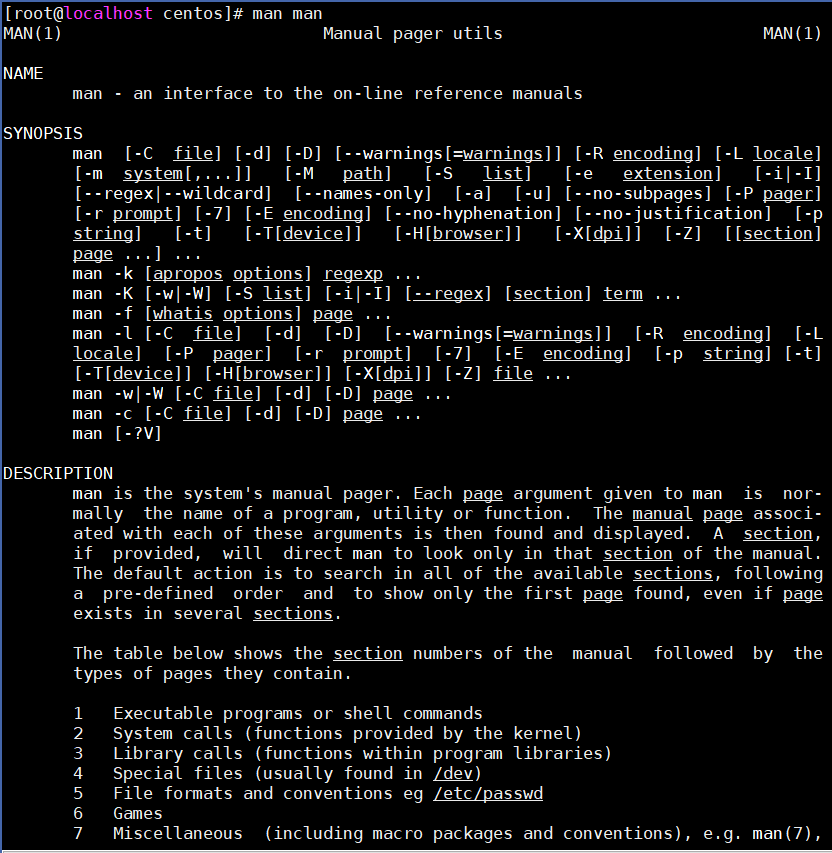 [root@localhost centos]# man man
MAN(1)                          Manual pager utils                          MAN(1)

NAME
       man - an interface to the on-line reference manuals

SYNOPSIS
       man  [-C  file] [-d] [-D] [--warnings[=warnings]] [-R encoding] [-L locale]
       [-m  system[,...]]   [-M   path]   [-S   list]   [-e   extension]   [-i|-I]
       [--regex|--wildcard]  [--names-only]  [-a]  [-u] [--no-subpages] [-P pager]
       [-r prompt] [-7] [-E encoding] [--no-hyphenation] [--no-justification]  [-p
       string]   [-t]   [-T[device]]   [-H[browser]]   [-X[dpi]]  [-Z]  [[section]
       page ...] ...
       man -k [apropos options] regexp ...
       man -K [-w|-W] [-S list] [-i|-I] [--regex] [section] term ...
       man -f [whatis options] page ...
       man -l [-C  file]  [-d]  [-D]  [--warnings[=warnings]]  [-R  encoding]  [-L
       locale]  [-P  pager]  [-r  prompt]  [-7]  [-E  encoding]  [-p  string] [-t]
       [-T[device]] [-H[browser]] [-X[dpi]] [-Z] file ...
       man -w|-W [-C file] [-d] [-D] page ...
       man -c [-C file] [-d] [-D] page ...
       man [-?V]

DESCRIPTION
       man is the system's manual pager. Each page argument given to man  is  nor-
       mally  the name of a program, utility or function.  The manual page associ-
       ated with each of these arguments is then found and displayed.  A  section,
       if  provided,  will  direct man to look only in that section of the manual.
       The default action is to search in all of the available sections, following
       a  pre-defined  order  and  to show only the first page found, even if page
       exists in several sections.

       The table below shows the section numbers of the  manual  followed  by  the
       types of pages they contain.

       1   Executable programs or shell commands
       2   System calls (functions provided by the kernel)
       3   Library calls (functions within program libraries)
       4   Special files (usually found in /dev)
       5   File formats and conventions eg /etc/passwd
       6   Games
       7   Miscellaneous  (including macro packages and conventions), e.g. man(7),